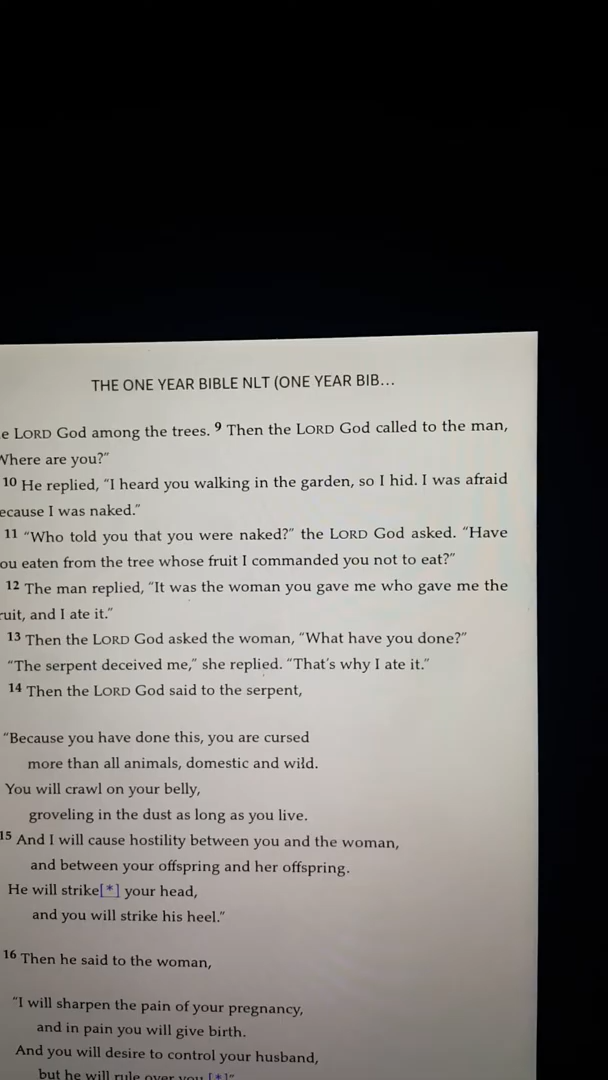 THE ONE YEAR BIBLE NLT (ONE YEAR BIB...
LORD God among the trees. 9 Then the LORD God called to the man,
Where are you?"
10 He replied, "I heard you walking in the garden, so I hid. I was afraid
because I was naked."
11 "Who told you that you were naked?" the LORD God asked. "Have
you eaten from the tree whose fruit I commanded you not to eat?"
12 The man replied, "It was the woman you gave me who gave me the
fruit, and I ate it."
13 Then the LORD God asked the woman, "What have you done?"
"The serpent deceived me," she replied. "That's why I ate it."
14 Then the LORD God said to the serpent,
"Because you have done this, you are cursed
more than all animals, domestic and wild.
You will crawl on your belly,
groveling in the dust as long as you live.
15 And I will cause hostility between you and the woman,
and between your offspring and her offspring.
He will strike[*] your head,
and you will strike his heel."
16 Then he said to the woman,
"I will sharpen the pain of your pregnancy,
and in pain you will give birth.
And you will desire to control your husband,
but he will rule over you.[*]"